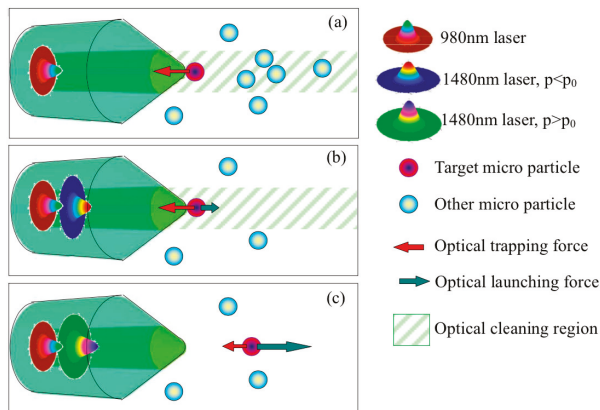 (a)
980nm laser
1480nm laser, p<p₀
1480nm laser, p>p₀
(b)
Target micro particle
Other micro particle
Optical trapping force
Optical launching force
(c)
Optical cleaning region